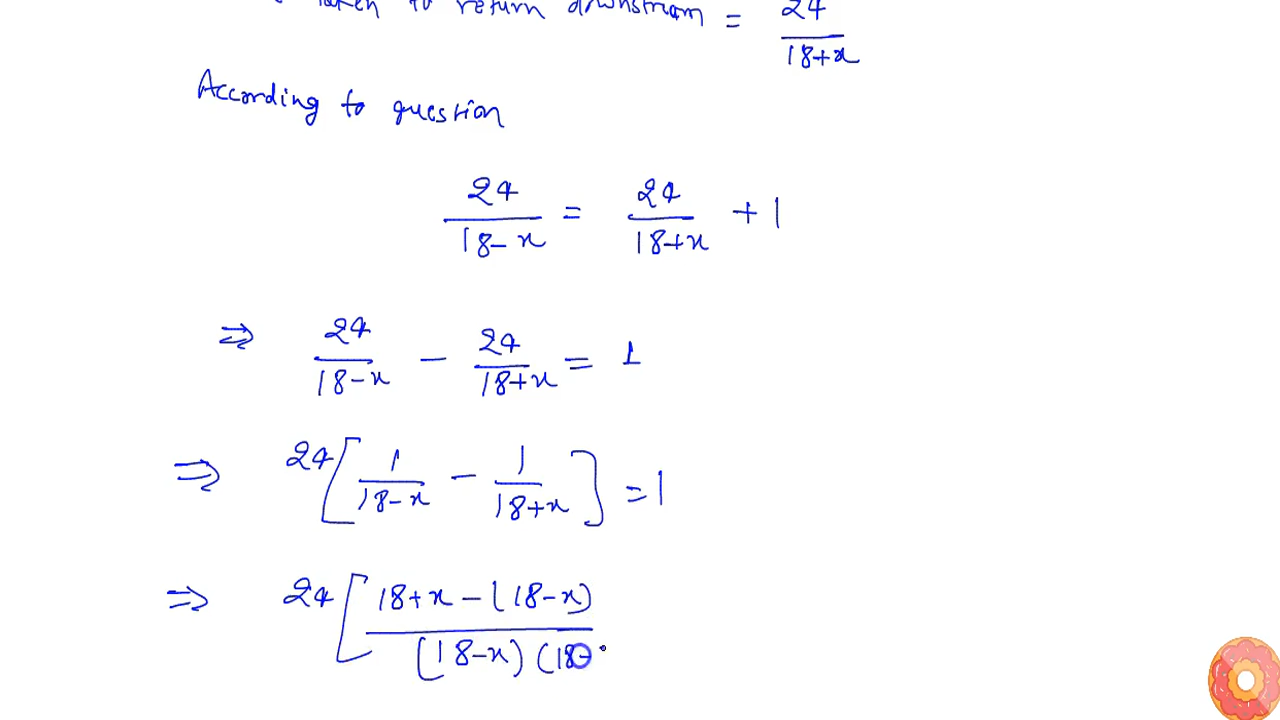 taken to return downstream = 24/(18+x)
According to question
24/(18-x) = 24/(18+x) + 1
⇒ 24/(18-x) - 24/(18+x) = 1
⇒ 24[1/(18-x) - 1/(18+x)] = 1
⇒ 24[(18+x-(18-x))/((18-x)(18